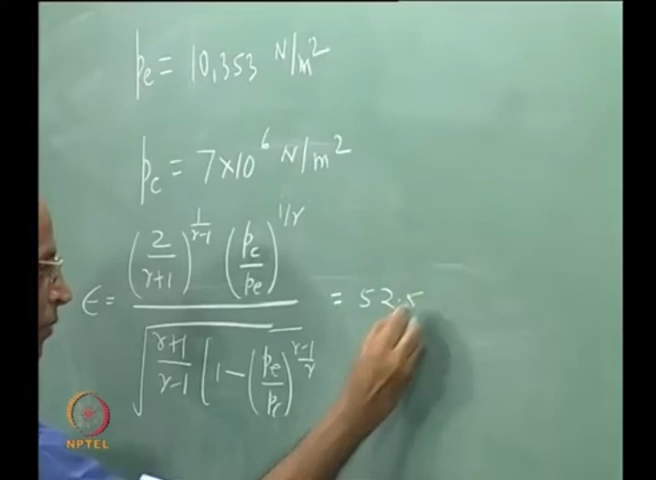 pe = 10,353 N/m²
pc = 7×10⁶ N/m²
ϵ = (2/(γ+1))^(1/(γ-1)) (pc/pe)^(1/γ) / √((γ+1)/(γ-1) [1-(pe/pc)^((γ-1)/γ) = 52.5
NPTEL